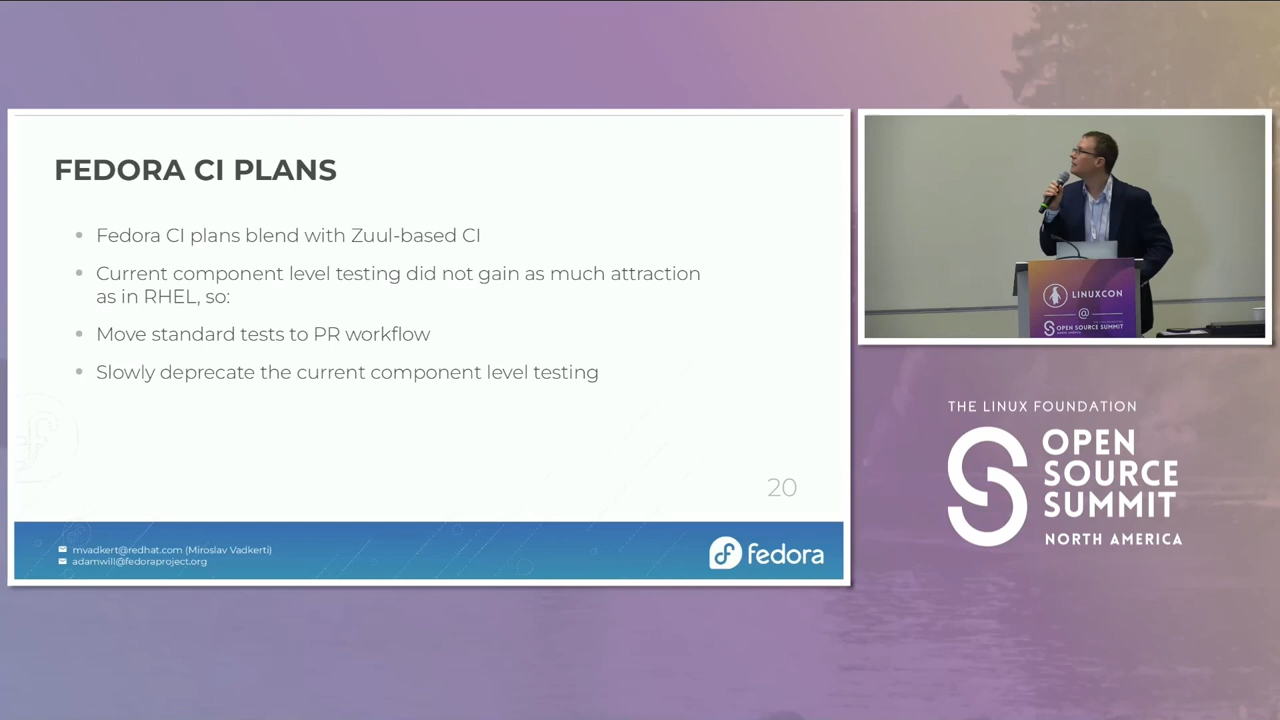 FEDORA CI PLANS
Fedora CI plans blend with Zuul-based CI
Current component level testing did not gain as much attraction
as in RHEL, so:
Move standard tests to PR workflow
Slowly deprecate the current component level testing
20
mvadkert@redhat.com (Miroslav Vadkerti)
adamwill@fedoraproject.org
fedora
LINUXCON
@
OPEN SOURCE SUMMIT
THE LINUX FOUNDATION
OPEN
SOURCE
SUMMIT
NORTH AMERICA